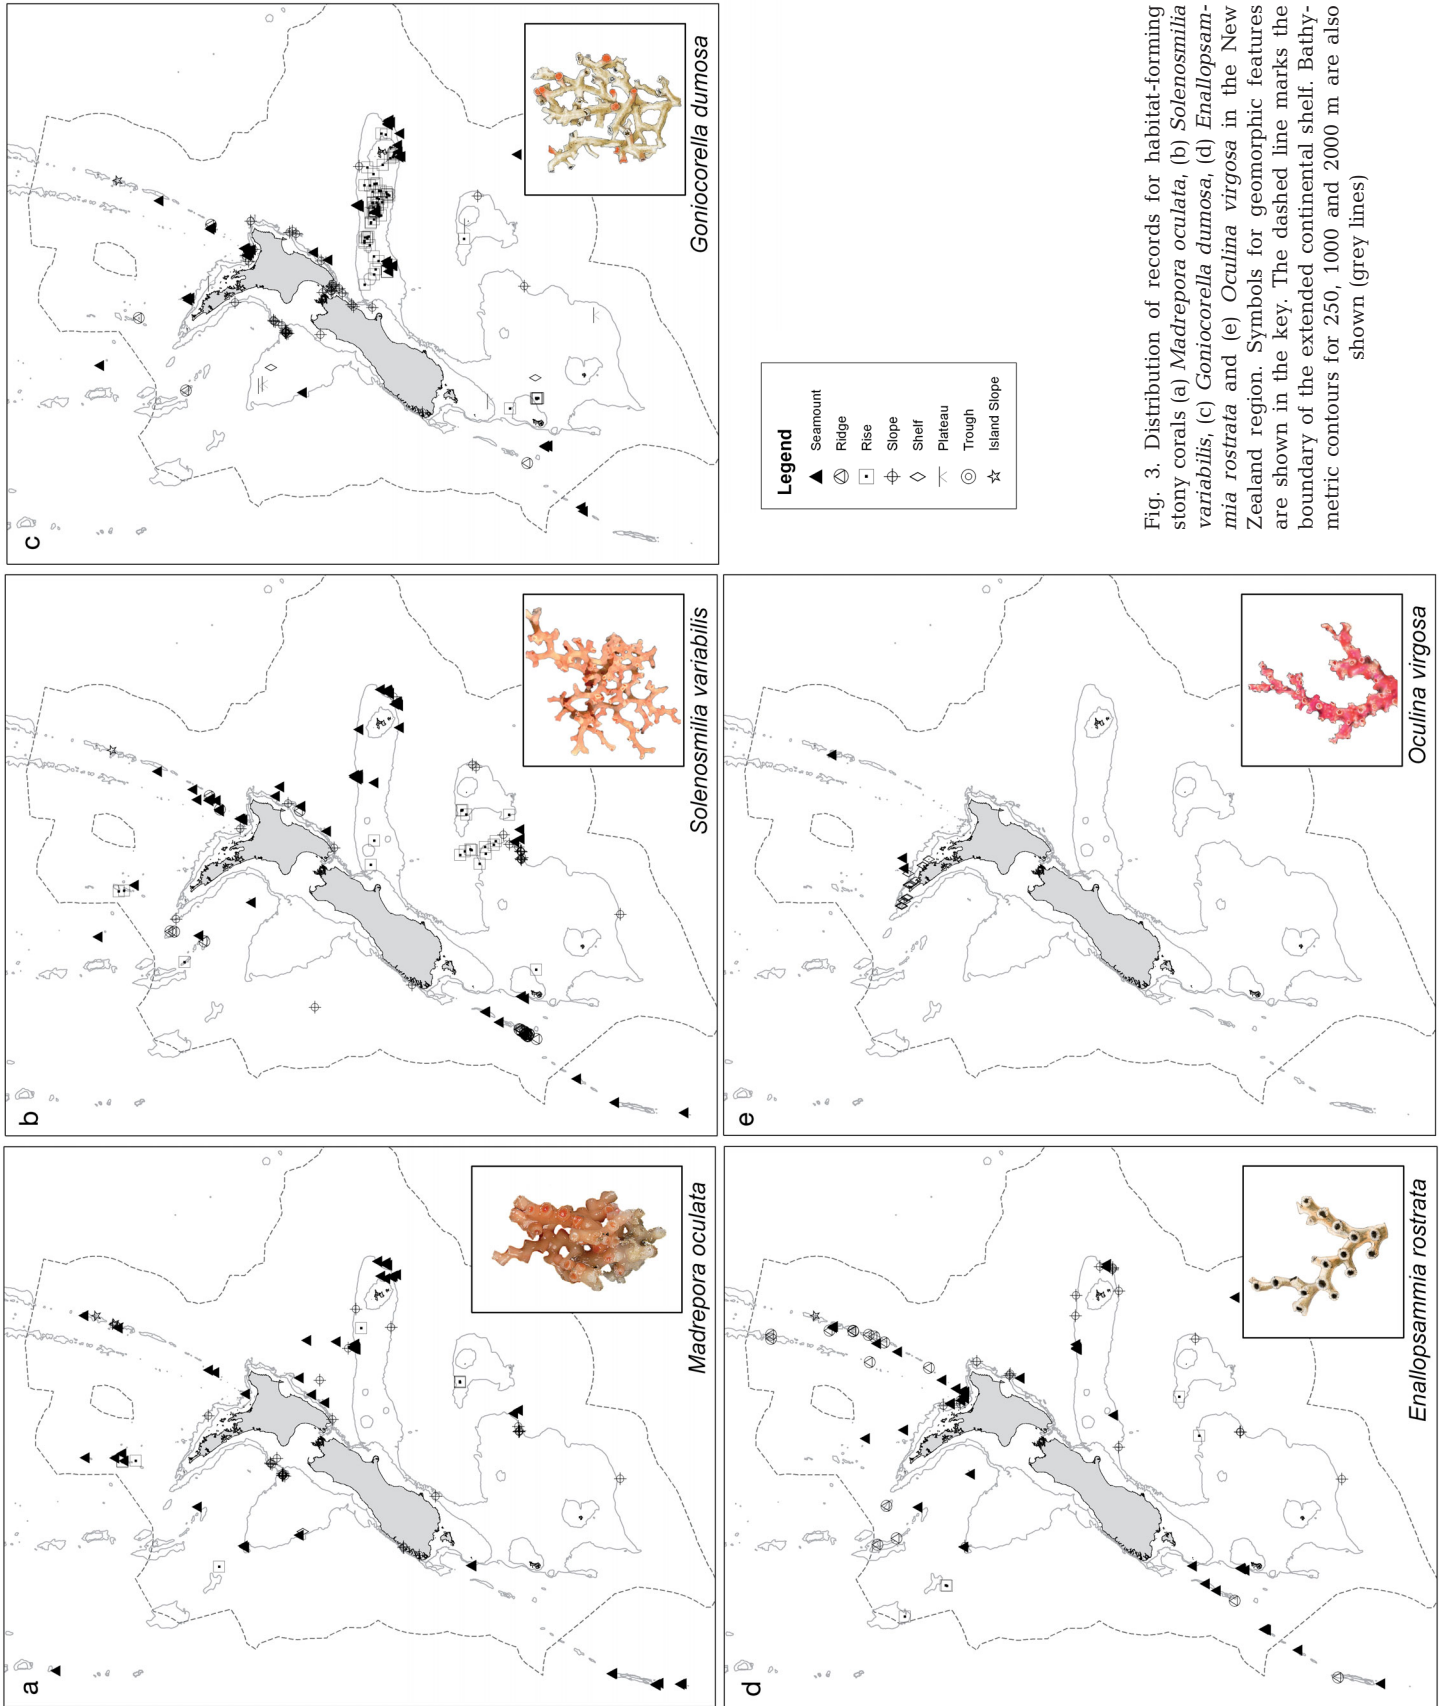 a
Madrepora oculata
b
Solenosmilia variabilis
c
Goniocorella dumosa
d
Enallopsammia rostrata
e
Oculina virgosa
Legend
Seamount
Ridge
Rise
Slope
Shelf
Plateau
Trough
Island Slope
Fig. 3. Distribution of records for habitat-forming
stony corals (a) Madrepora oculata, (b) Solenosmilia
variabilis, (c) Goniocorella dumosa, (d) Enallopsam-
mia rostrata and (e) Oculina virgosa in the New
Zealand region. Symbols for geomorphic features
are shown in the key. The dashed line marks the
boundary of the extended continental shelf. Bathy-
metric contours for 250, 1000 and 2000 m are also
shown (grey lines)